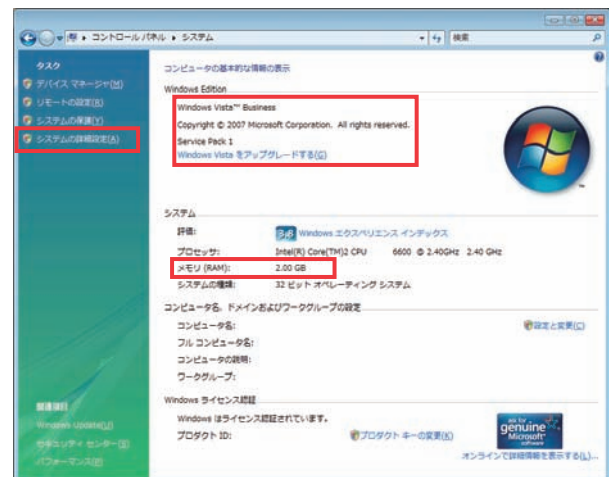 コントロール パネル ▸ システム
検索
タスク
デバイス マネージャ(M)
リモートの設定(R)
システムの保護(Y)
システムの詳細設定(A)
コンピュータの基本的な情報の表示
Windows Edition
Windows Vista™ Business
Copyright © 2007 Microsoft Corporation. All rights reserved.
Service Pack 1
Windows Vista をアップグレードする(G)
システム
評価:
Windows エクスペリエンス インデックス
プロセッサ: Intel(R) Core(TM)2 CPU 6600 @ 2.40GHz 2.40 GHz
メモリ (RAM): 2.00 GB
システムの種類: 32 ビット オペレーティング システム
コンピュータ名、ドメインおよびワークグループの設定
コンピュータ名:
設定と変更(C)
フル コンピュータ名:
コンピュータの説明:
ワークグループ:
Windows ライセンス認証
Windows はライセンス認証されています。
プロダクト ID:
プロダクト キーの変更(K)
ask for
genuine
Microsoft
software
オンラインで詳細情報を表示する(L)...
関連項目
Windows Update(U)
セキュリティ センター(S)
パフォーマンス(E)